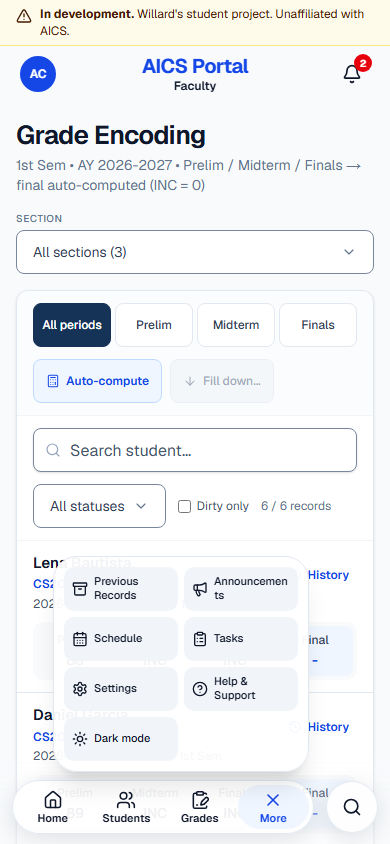 In development. Willard's student project. Unaffiliated with
AICS.
AC
AICS Portal
Faculty
2
Grade Encoding
1st Sem • AY 2026-2027 • Prelim / Midterm / Finals →
final auto-computed (INC = 0)
SECTION
All sections (3)
All periods
Prelim
Midterm
Finals
Auto-compute
Fill down...
Search student...
All statuses
Dirty only
6 / 6 records
History
Previous
Records
Announcemen
ts
Schedule
Tasks
Settings
Help &
Support
Dark mode
History
Home
Students
Grades
More